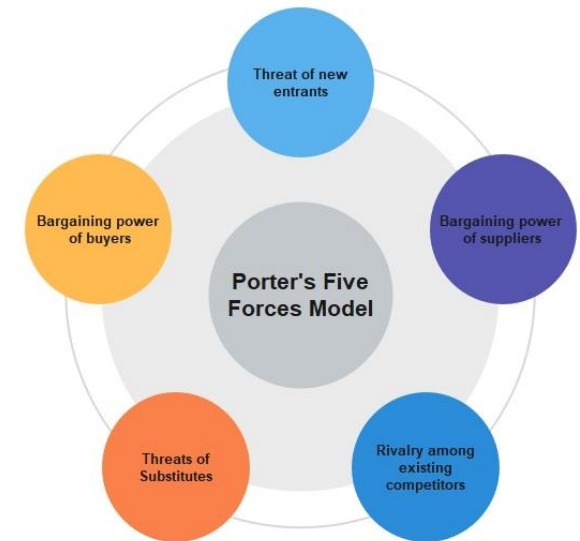 Threat of new
entrants
Bargaining power
of buyers
Bargaining power
of suppliers
Porter's Five
Forces Model
Threats of
Substitutes
Rivalry among
existing
competitors